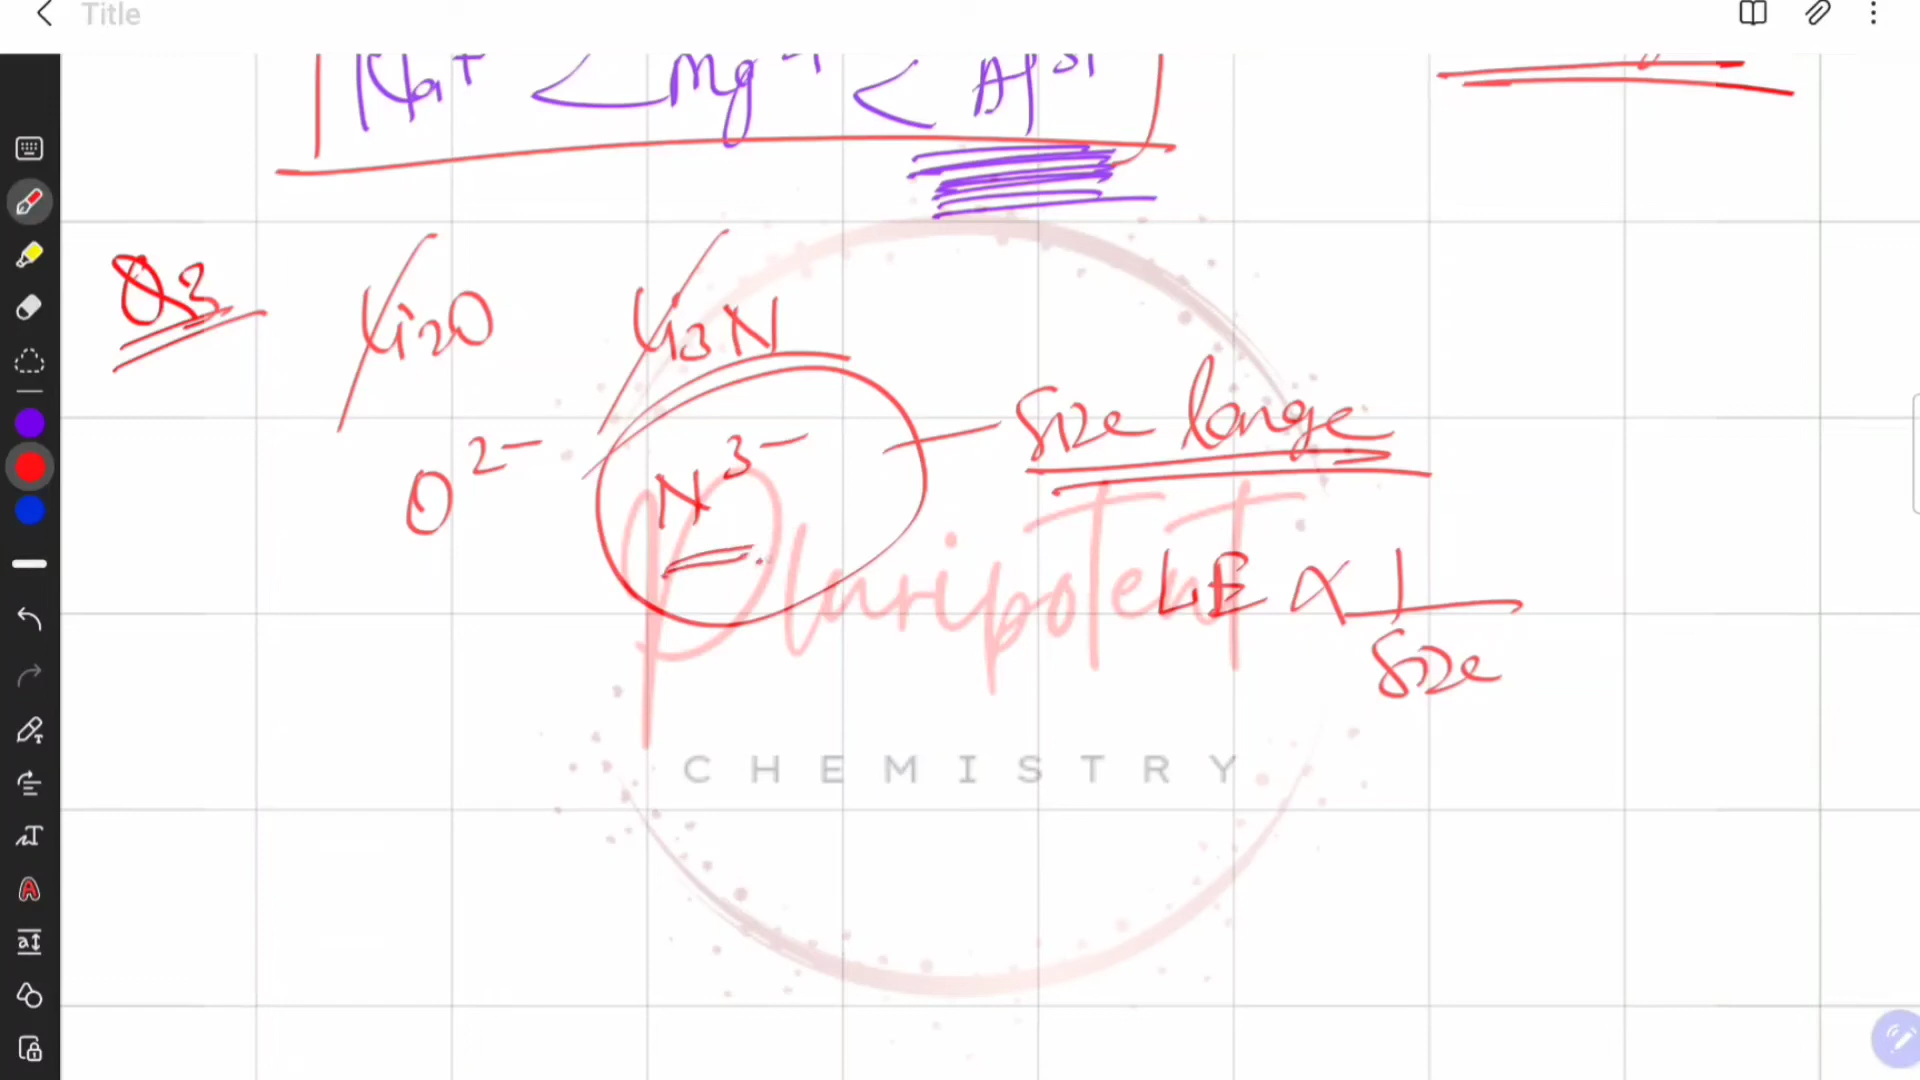 Title
Na+ < Mg2+ < Al3+
Q3 Li2O Li3N
O2- N3- - Size large
LE ∝ 1/Size
PluripotenT
CHEMISTRY